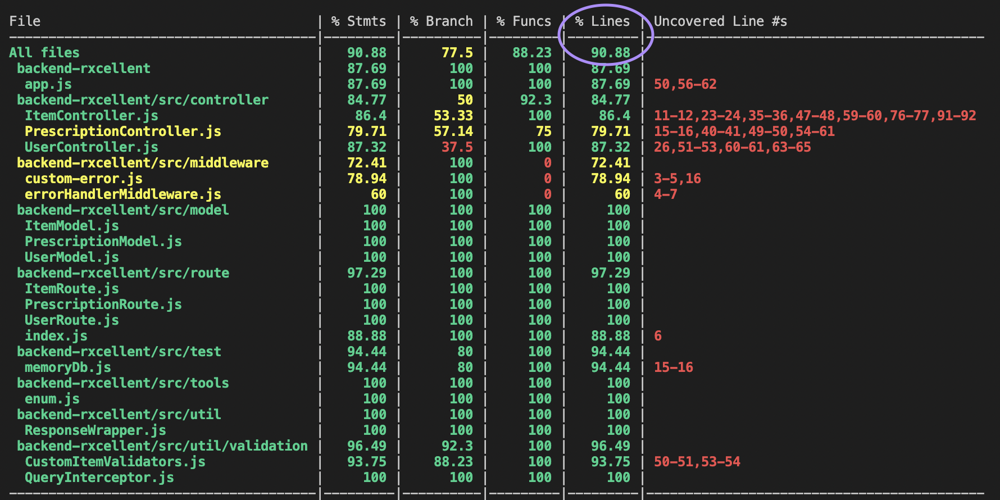 File | % Stmts | % Branch | % Funcs | % Lines | Uncovered Line #s
All files | 90.88 | 77.5 | 88.23 | 90.88 |
backend-rxcellent | 87.69 | 100 | 100 | 87.69 |
app.js | 87.69 | 100 | 100 | 87.69 | 50,56-62
backend-rxcellent/src/controller | 84.77 | 50 | 92.3 | 84.77 |
ItemController.js | 86.4 | 53.33 | 100 | 86.4 | 11-12,23-24,35-36,47-48,59-60,76-77,91-92
PrescriptionController.js | 79.71 | 57.14 | 75 | 79.71 | 15-16,40-41,49-50,54-61
UserController.js | 87.32 | 37.5 | 100 | 87.32 | 26,51-53,60-61,63-65
backend-rxcellent/src/middleware | 72.41 | 100 | 0 | 72.41 |
custom-error.js | 78.94 | 100 | 0 | 78.94 | 3-5,16
errorHandlerMiddleware.js | 60 | 100 | 0 | 60 | 4-7
backend-rxcellent/src/model | 100 | 100 | 100 | 100 |
ItemModel.js | 100 | 100 | 100 | 100 |
PrescriptionModel.js | 100 | 100 | 100 | 100 |
UserModel.js | 100 | 100 | 100 | 100 |
backend-rxcellent/src/route | 97.29 | 100 | 100 | 97.29 |
ItemRoute.js | 100 | 100 | 100 | 100 |
PrescriptionRoute.js | 100 | 100 | 100 | 100 |
UserRoute.js | 100 | 100 | 100 | 100 |
index.js | 88.88 | 100 | 100 | 88.88 | 6
backend-rxcellent/src/test | 94.44 | 80 | 100 | 94.44 |
memoryDb.js | 94.44 | 80 | 100 | 94.44 | 15-16
backend-rxcellent/src/tools | 100 | 100 | 100 | 100 |
enum.js | 100 | 100 | 100 | 100 |
backend-rxcellent/src/util | 100 | 100 | 100 | 100 |
ResponseWrapper.js | 100 | 100 | 100 | 100 |
backend-rxcellent/src/util/validation | 96.49 | 92.3 | 100 | 96.49 |
CustomItemValidators.js | 93.75 | 88.23 | 100 | 93.75 | 50-51,53-54
QueryInterceptor.js | 100 | 100 | 100 | 100 |